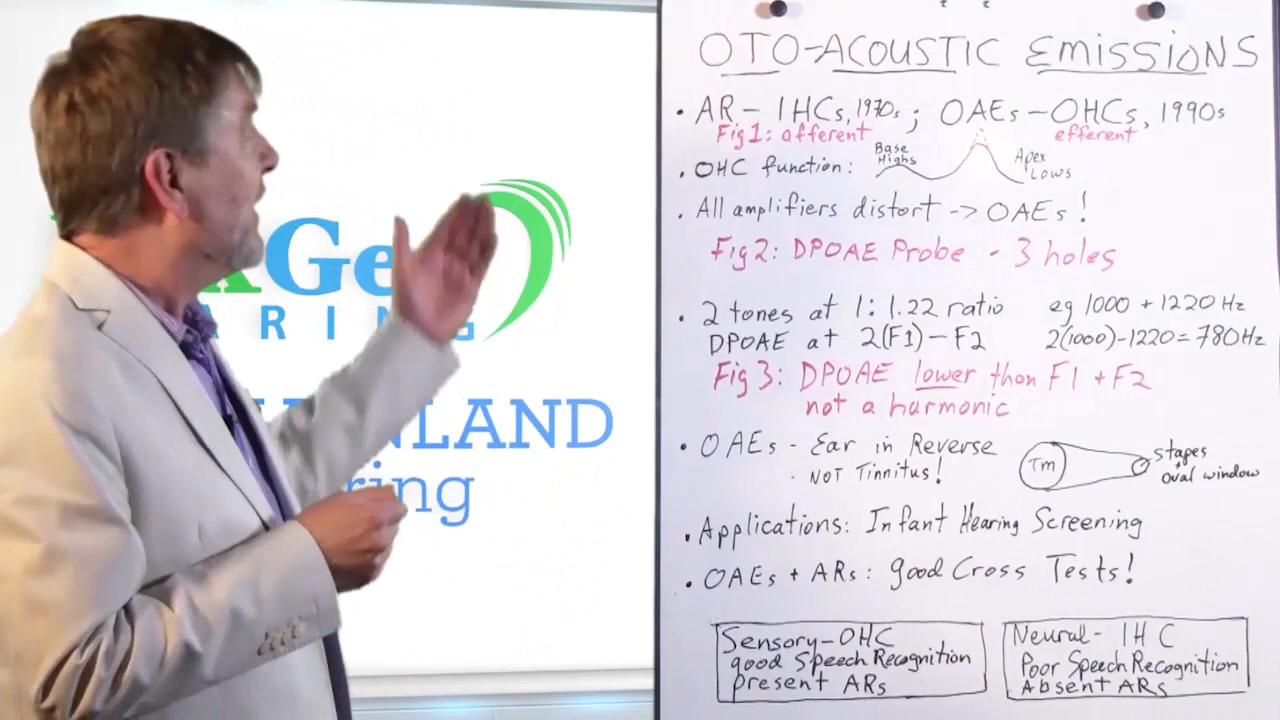 Ge
ARING
NLAND
ring
OTO-ACOUSTIC EMISSIONS
• AR - IHCs, 1970s; OAEs - OHCs, 1990s
Fig 1: afferent efferent
• OHC function: Base Highs Apex Lows
• All amplifiers distort -> OAEs!
Fig 2: DPOAE Probe - 3 holes
• 2 tones at 1:1.22 ratio eg 1000 + 1220 Hz
DPOAE at 2(F1) - F2 2(1000)-1220=780Hz
Fig 3: DPOAE lower than F1 + F2
not a harmonic
• OAEs - Ear in Reverse
- NOT Tinnitus!
Tm
stapes
+
oval window
• Applications: Infant Hearing Screening
• OAEs + ARs: good Cross Tests!
Sensory-OHC
good Speech Recognition
present ARs
Neural- IHC
Poor Speech Recognition
Absent ARs